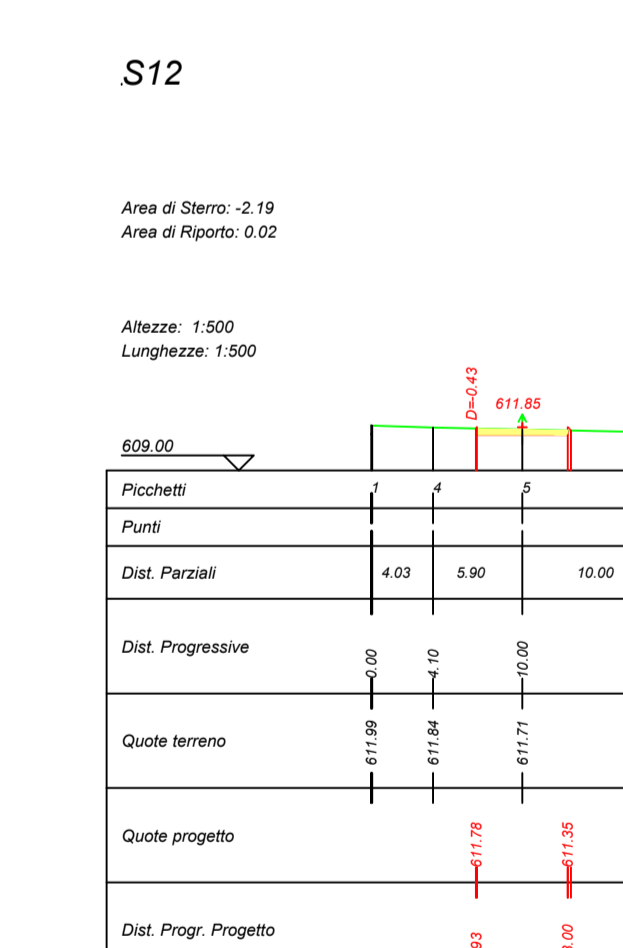 .S12
Area di Sterro: -2.19
Area di Riporto: 0.02
Altezze: 1:500
Lunghezze: 1:500
D=-0.43
611.85
609.00
Picchetti 1 4 5
Punti
Dist. Parziali 4.03 5.90 10.00
Dist. Progressive 0.00 4.10 10.00
Quote terreno 611.99 611.84 611.71
Quote progetto 611.78 611.35
Dist. Progr. Progetto